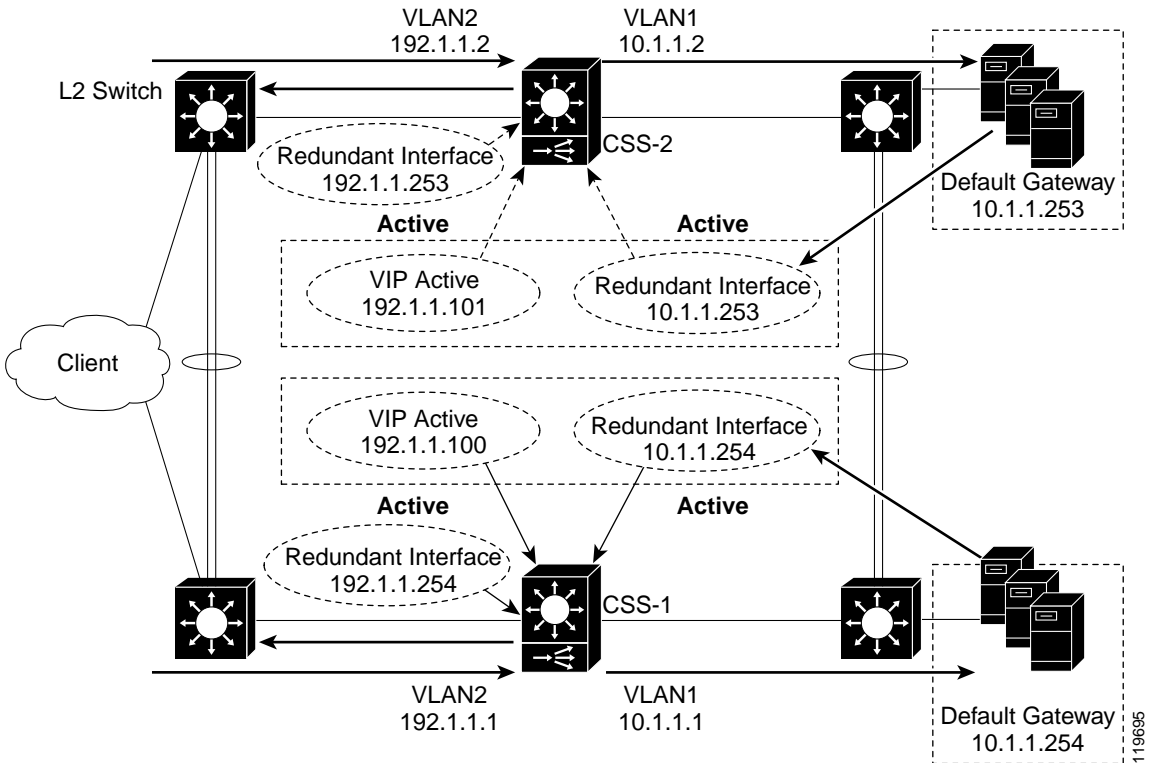 VLAN2
192.1.1.2
VLAN1
10.1.1.2
L2 Switch
CSS-2
Redundant Interface
192.1.1.253
Default Gateway
10.1.1.253
Active
Active
VIP Active
192.1.1.101
Redundant Interface
10.1.1.253
Client
VIP Active
192.1.1.100
Redundant Interface
10.1.1.254
Active
Active
Redundant Interface
192.1.1.254
CSS-1
VLAN2
192.1.1.1
VLAN1
10.1.1.1
Default Gateway
10.1.1.254
119695